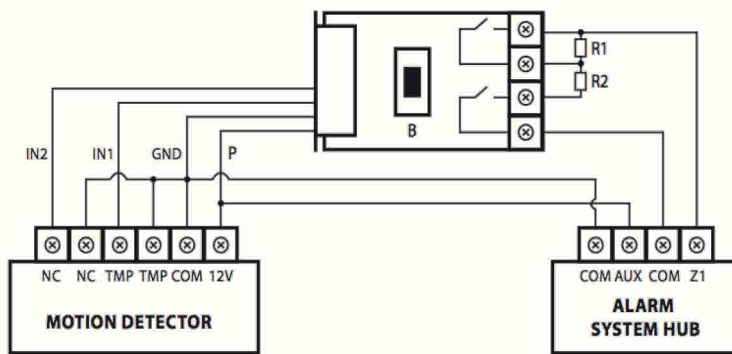 R1
R2
B
IN2 IN1 GND P
NC NC TMP TMP COM 12V
MOTION DETECTOR
COM AUX COM Z1
ALARM
SYSTEM HUB